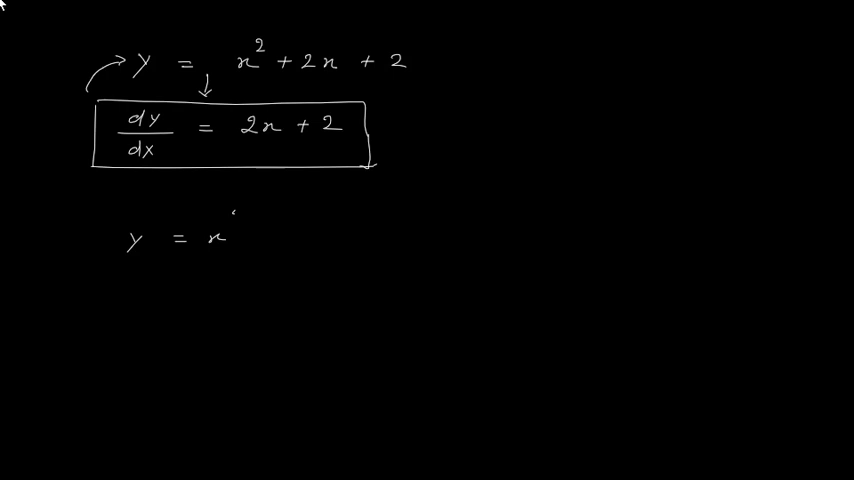 y = x² + 2x + 2
dy/dx = 2x + 2
y = x